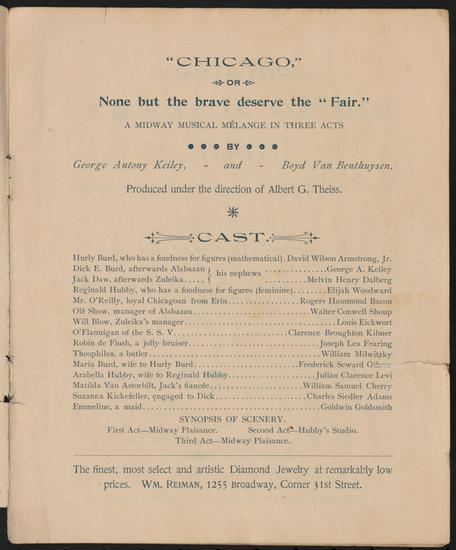 "CHICAGO,"
OR
None but the brave deserve the "Fair."
A MIDWAY MUSICAL MÉLANGE IN THREE ACTS
BY
George Antony Keiley, - and - Boyd Van Benthuysen.
Produced under the direction of Albert G. Theiss.
CAST.
Hurly Burd, who has a fondness for figures (mathematical). David Wilson Armstrong, Jr.
Dick E. Burd, afterwards Alabazan } his nephews ..............George A. Keiley
Jack Daw, afterwards Zuleika..... } ..............Melvin Henry Dalberg
Reginald Hubby, who has a fondness for figures (feminine)........Elijah Woodward
Mr. O'Reilly, loyal Chicagoan from Erin..................Rogers Hammond Bacon
Olé Show, manager of Alabazan..............................Walter Conwell Shoup
Will Blow, Zuleika's manager........................................Louis Eickwort
O'Flannigan of the S. S. V............................Clarence Broughton Kilmer
Robin de Flush, a jolly bruiser................................Joseph Lea Fearing
Theophilus, a butler............................................William Milwitzky
Maria Burd, wife to Hurly Burd............................Frederick Seward
Arabella Hubby, wife to Reginald Hubby......................Julian Clarence Levi
Matilda Van Astorbilt, Jack's fiancée........................William Samuel Cherry
Suzanna Kickefeller, engaged to Dick........................Charles Siedler Adams
Emmeline, a maid................................................Goldwin Goldsmith
SYNOPSIS OF SCENERY.
First Act—Midway Plaisance. Second Act—Hubby's Studio.
Third Act—Midway Plaisance.
The finest, most select and artistic Diamond Jewelry at remarkably low
prices. WM. REIMAN, 1255 Broadway, Corner 31st Street.